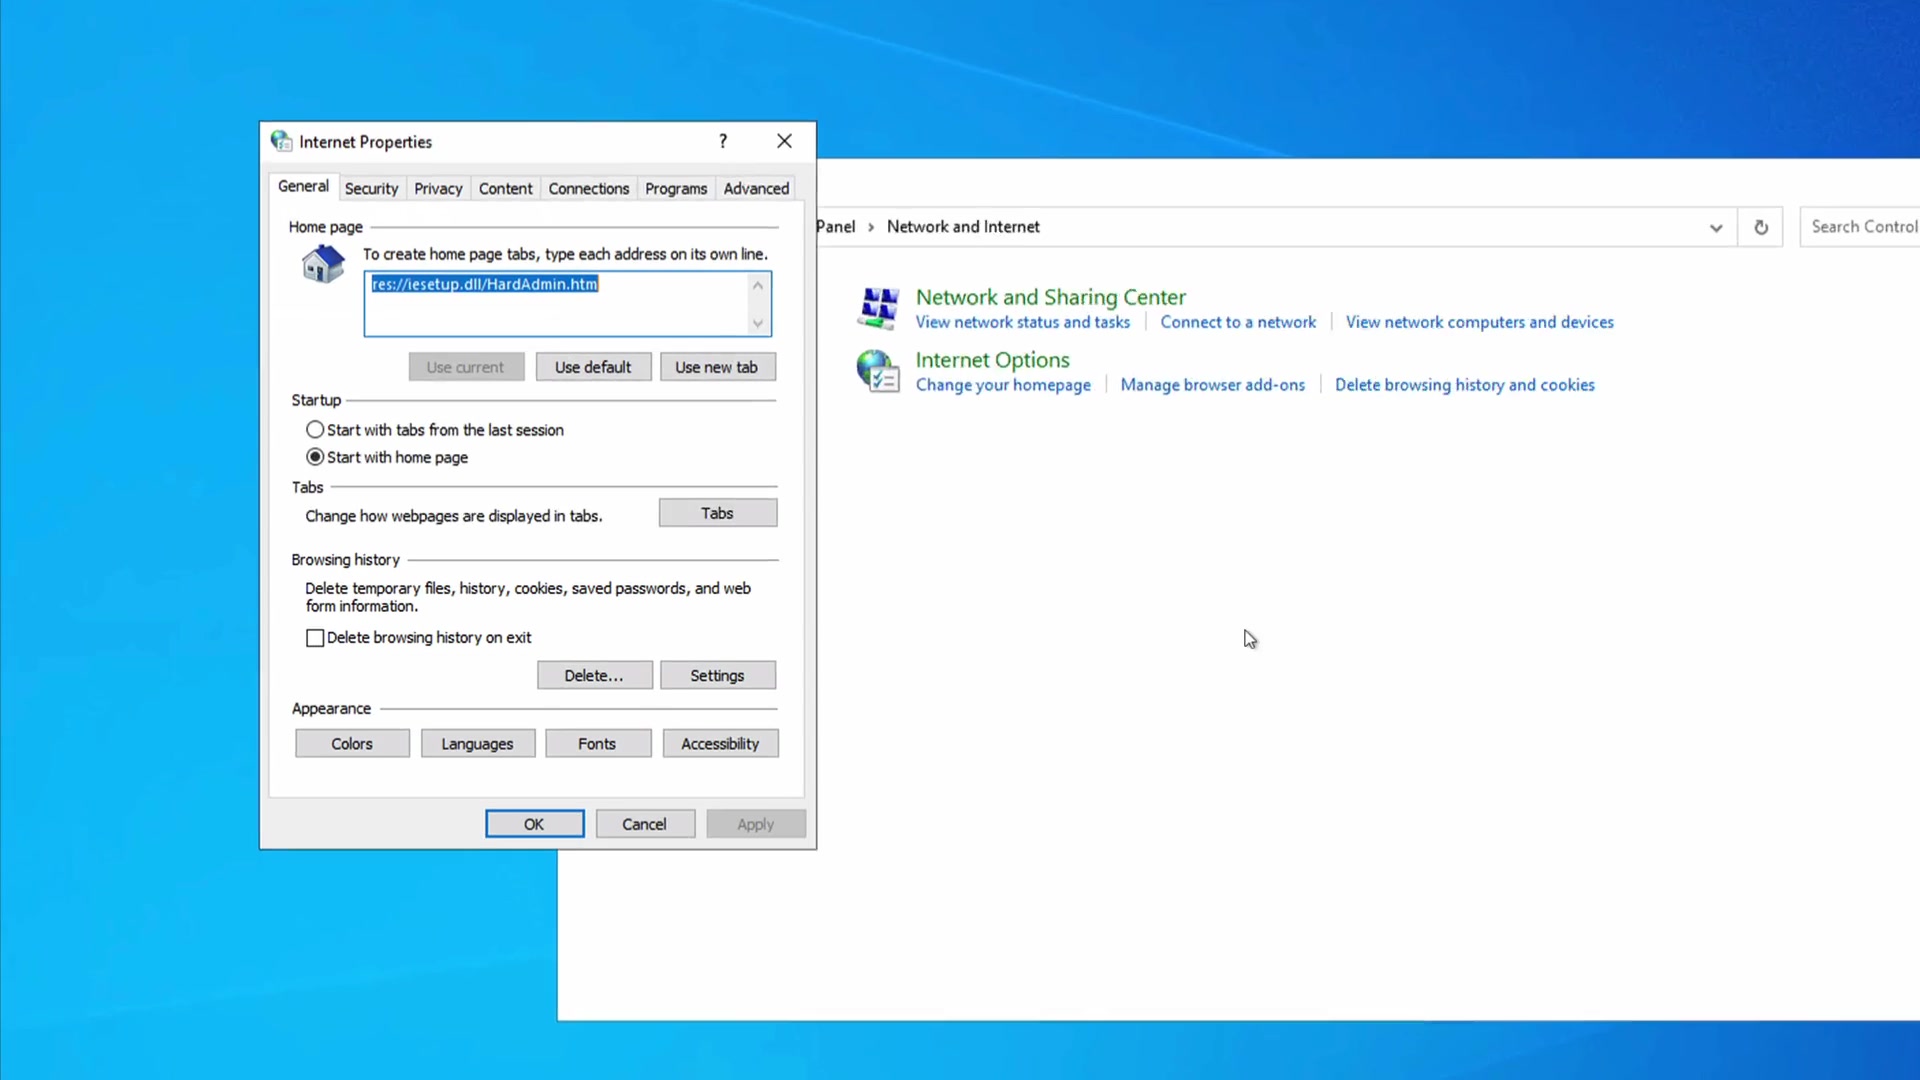 Internet Properties
?
General Security Privacy Content Connections Programs Advanced
Home page
To create home page tabs, type each address on its own line.
res://iesetup.dll/HardAdmin.htm
Use current Use default Use new tab
Startup
Start with tabs from the last session
Start with home page
Tabs
Change how webpages are displayed in tabs.
Tabs
Browsing history
Delete temporary files, history, cookies, saved passwords, and web
form information.
Delete browsing history on exit
Delete... Settings
Appearance
Colors Languages Fonts Accessibility
OK Cancel Apply
Panel › Network and Internet
Search Control
Network and Sharing Center
View network status and tasks Connect to a network View network computers and devices
Internet Options
Change your homepage Manage browser add-ons Delete browsing history and cookies